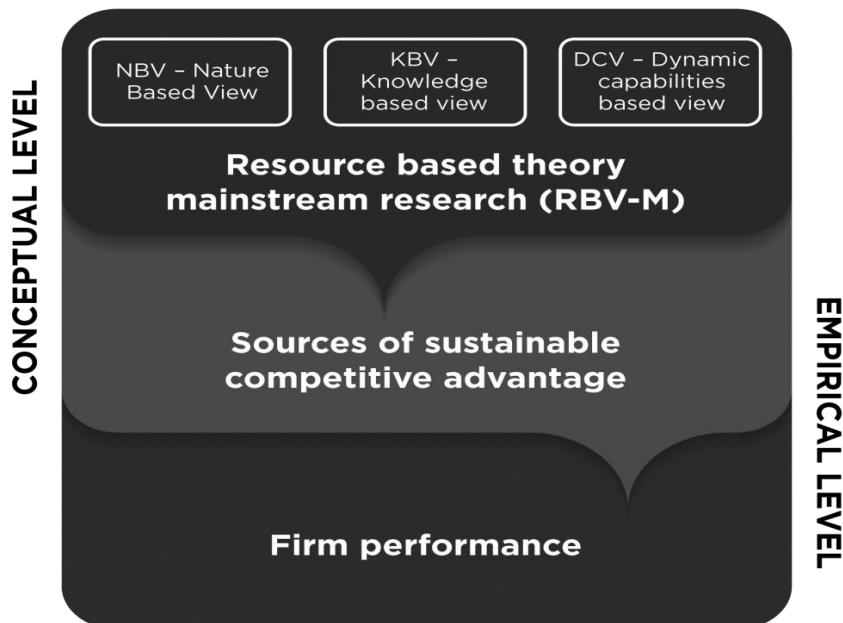 NBV – Nature
Based View
KBV –
Knowledge
based view
DCV – Dynamic
capabilities
based view
Resource based theory
mainstream research (RBV-M)
CONCEPTUAL LEVEL
Sources of sustainable
competitive advantage
EMPIRICAL LEVEL
Firm performance